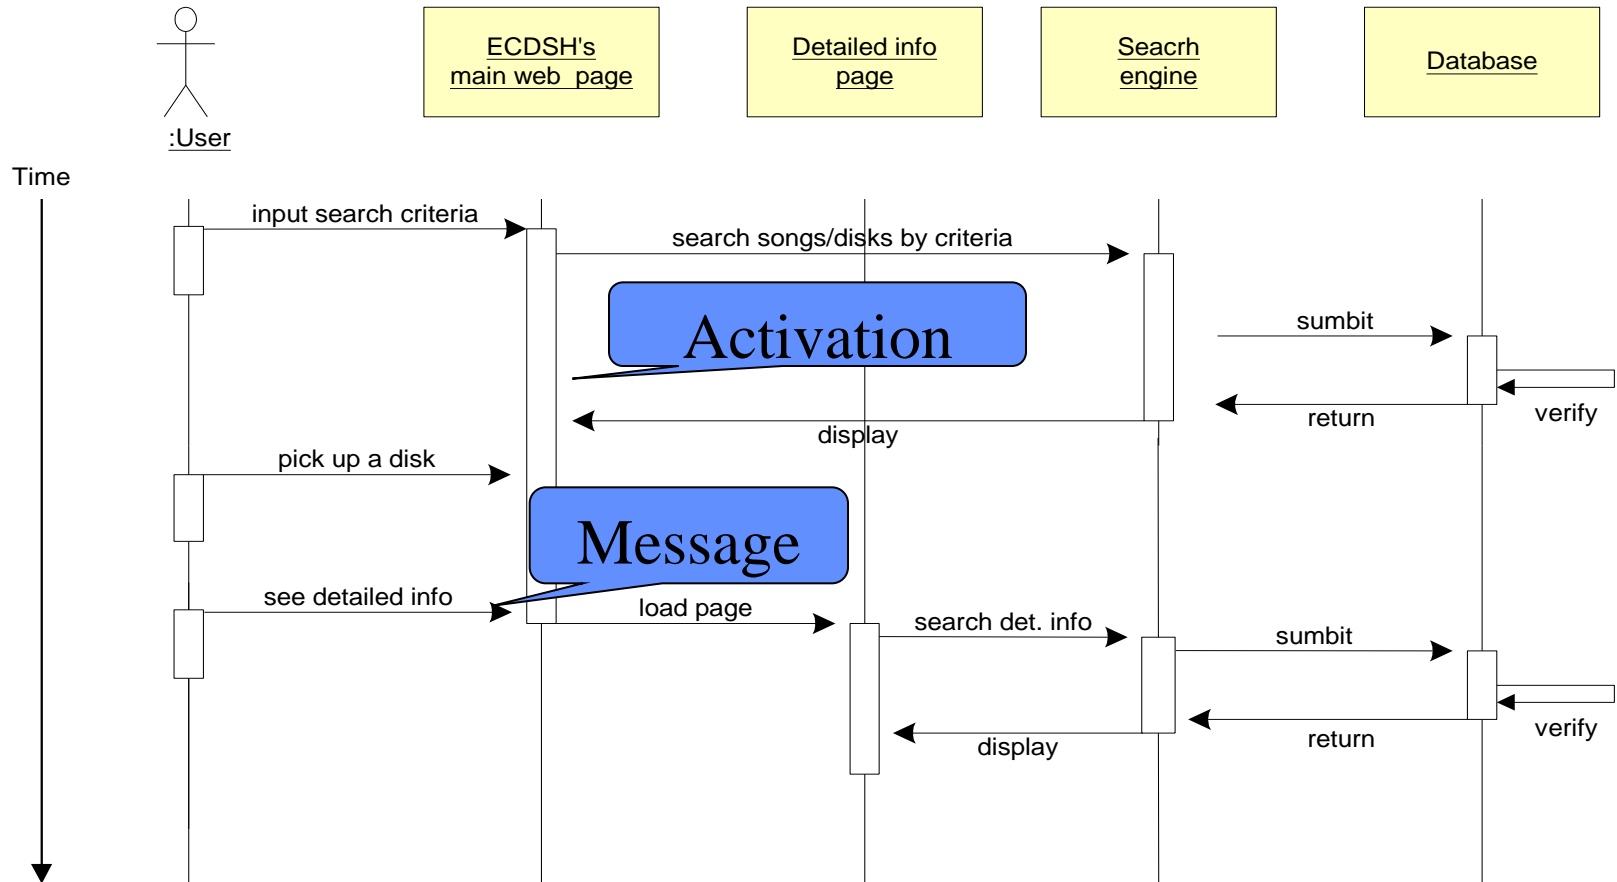 ECDSH's
main web page
Detailed info
page
Seacrh
engine
Database
:User
Time
input search criteria
search songs/disks by criteria
Activation
sumbit
verify
return
display
pick up a disk
Message
see detailed info
load page
search det. info
sumbit
verify
return
display